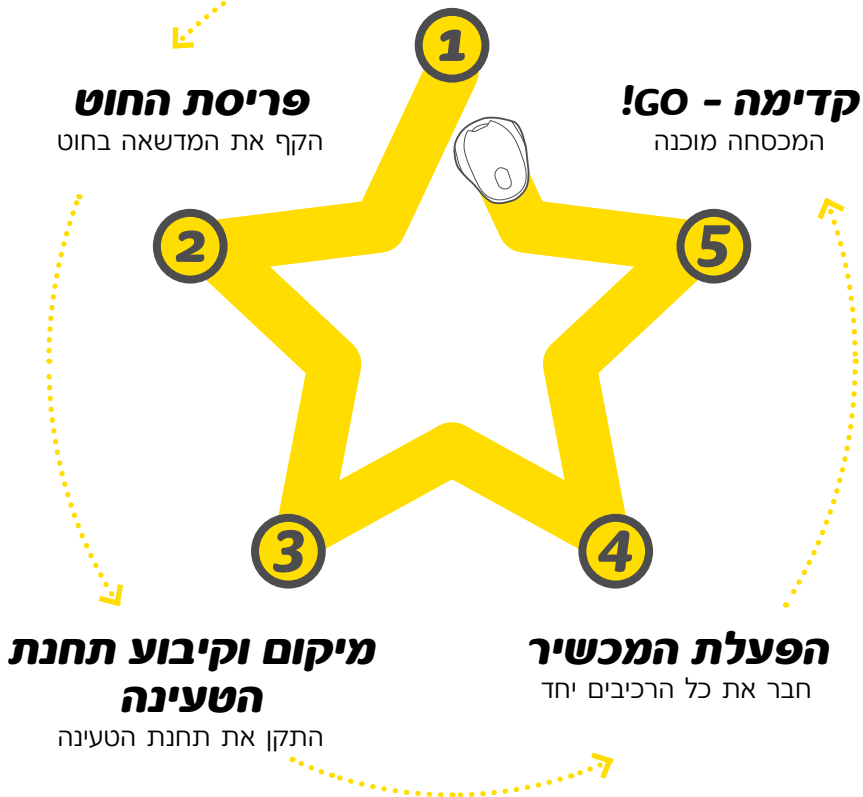 1
פריסת החוט
הקף את המדשאה בחוט
2
מיקום וקיבוע תחנת
הטעינה
התקן את תחנת הטעינה
3
הפעלת המכשיר
חבר את כל הרכיבים יחד
4
קדימה - GO!
המכסחה מוכנה
5